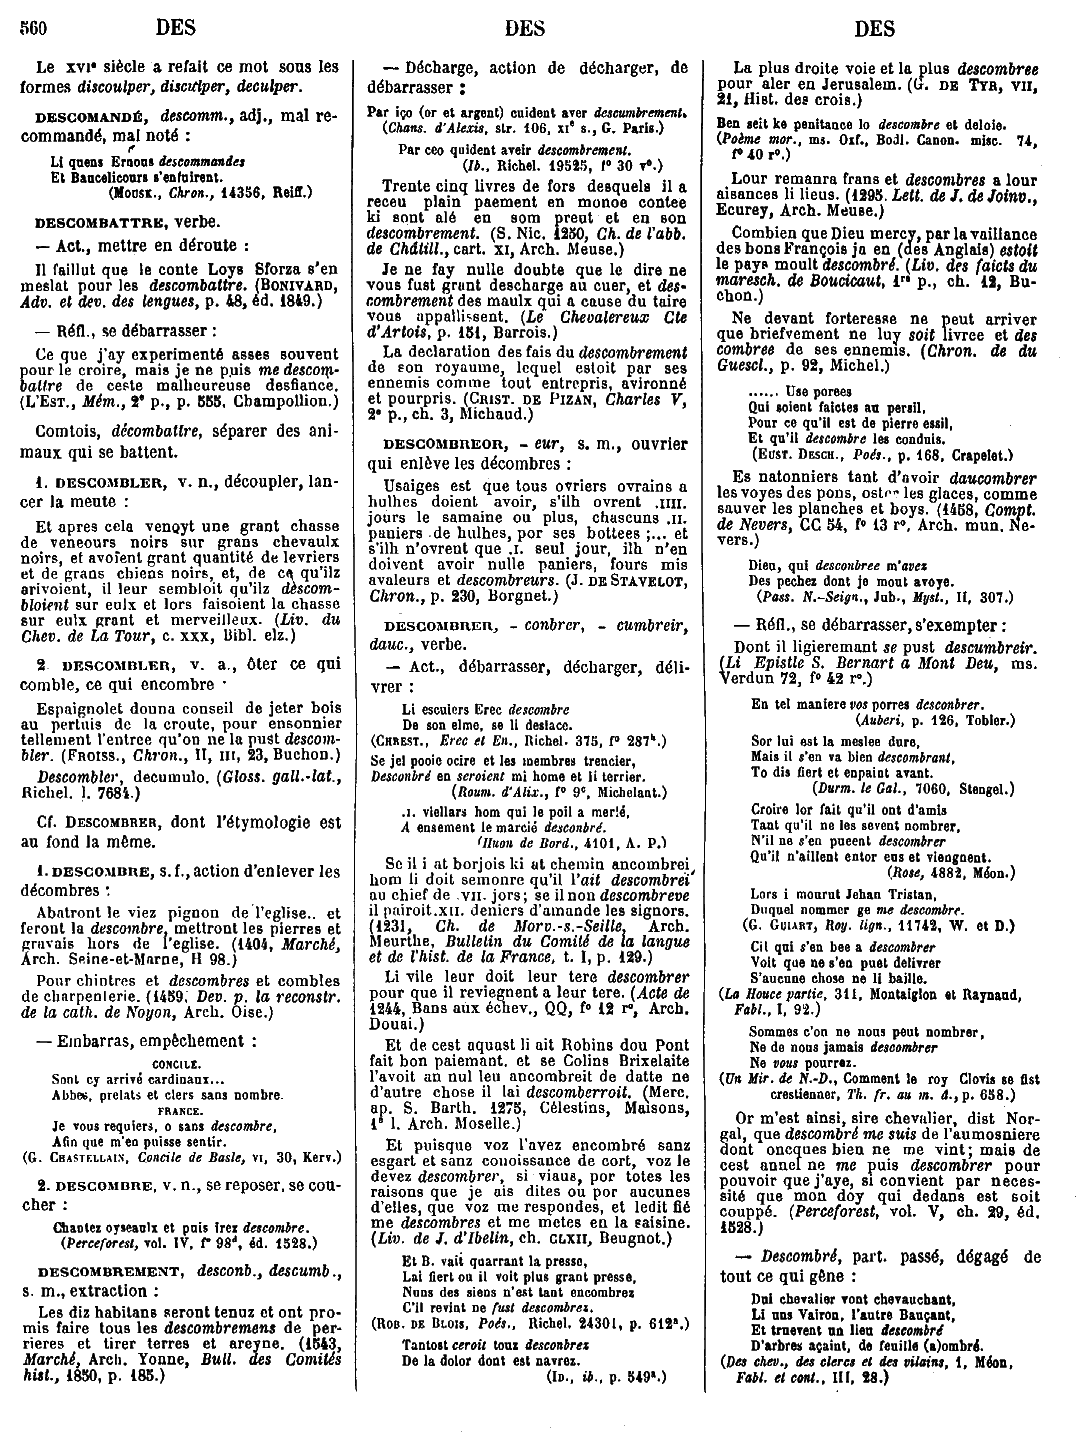 560 DES DES DES
Le XVIe siècle a refait ce mot sous les
formes discoulper, disculper, deculper.
DESCOMANDÉ, descomm., adj., mal re-
commandé, mal noté :
Li quens Ernous descommandes
Et Bancelicours s'enfuirent.
(MOUSK., Chron., 14356, Reiff.)
DESCOMBATTRE, verbe.
— Act., mettre en déroute :
Il faillut que le conte Loys Sforza s'en
meslat pour les descombattre. (BONIVARD,
Adv. et dev. des lengues, p. 48, éd. 1849.)
— Réfl., se débarrasser :
Ce que j'ay experimenté asses souvent
pour le croire, mais je ne puis me descom-
battre de ceste malheureuse desfiance.
(L'EST., Mém., 2e p., p. 555, Champollion.)
Comtois, décombattre, séparer des ani-
maux qui se battent.
1. DESCOMBLER, v. n., découpler, lan-
cer la meute :
Et apres cela venoyt une grant chasse
de veneours noirs sur grans chevaulx
noirs, et avoient grant quantité de levriers
et de grans chiens noirs, et, de ce qu'ilz
arivoient, il leur sembloit qu'ilz descom-
bloient sur eulx et lors faisoient la chasse
sur eulx grant et merveilleux. (Liv. du
Chev. de La Tour, c. XXX, Bibl. elz.)
2 DESCOMBLER, v. a., ôter ce qui
comble, ce qui encombre :
Espaignolet donna conseil de jeter bois
au pertuis de la croute, pour ensonnier
tellement l'entree qu'on ne la pust descom-
bler. (FROISS., Chron., II, III, 23, Buchon.)
Descombler, decumulo. (Gloss. gall.-lat.,
Richel. l. 7684.)
Cf. DESCOMBRER, dont l'étymologie est
au fond la même.
1. DESCOMBRE, s. f., action d'enlever les
décombres :
Abatront le viez pignon de l'eglise.. et
feront la descombre, mettront les pierres et
gravais hors de l'eglise. (1404, Marché,
Arch. Seine-et-Marne, H 98.)
Pour chintres et descombres et combles
de charpenterie. (1459, Dev. p. la reconstr.
de la cath. de Noyon, Arch. Oise.)
— Embarras, empêchement :
CONCILE.
Sont cy arrivé cardinaux...
Abbes, prelats et clers sans nombre.
FRANCE.
Je vous requiers, o sans descombre,
Afin que m'en puisse sentir.
(G. CHASTELLAIN, Concile de Basle, VI, 30, Kerv.)
2. DESCOMBRE, v. n., se reposer, se cou-
cher :
Chantez oyseaulx et puis irez descombre.
(Perceforest, vol. IV, f° 98d, éd. 1528.)
DESCOMBREMENT, desconb., descumb.,
s. m., extraction :
Les diz habitans seront tenuz et ont pro-
mis faire tous les descombremens de per-
rieres et tirer terres et areyne. (1543,
Marché, Arch. Yonne, Bull. des Comités
hist., 1850, p. 185.)
— Décharge, action de décharger, de
débarrasser :
Par iço (or et argent) cuident aver descumbrement.
(Chans. d'Alexis, str. 106, XIe s., G. Paris.)
Par ceo quident aveir descombrement.
(Ib., Richel. 19525, f° 30 v°.)
Trente cinq livres de fors desquels il a
receu plain paement en monoe contee
ki sont alé en som preut et en son
descombrement. (S. Nic. 1250, Ch. de l'abb.
de Châtill., cart. XI, Arch. Meuse.)
Je ne fay nulle doubte que le dire ne
vous fust grant descharge au cuer, et des-
combrement des maulx qui a cause du taire
vous appallissent. (Le Chevalereux Cte
d'Artois, p. 151, Barrois.)
La declaration des fais du descombrement
de son royaume, lequel estoit par ses
ennemis comme tout entrepris, avironné
et pourpris. (CRIST. DE PIZAN, Charles V,
2e p., ch. 3, Michaud.)
DESCOMBREOR, - eur, s. m., ouvrier
qui enlève les décombres :
Usaiges est que tous ovriers ovrains a
hulhes doient avoir, s'ilh ovrent .IIII.
jours le samaine ou plus, chascuns .II.
paniers de hulhes, por ses bottees ;... et
s'ilh n'ovrent que .I. seul jour, ilh n'en
doivent avoir nulle paniers, fours mis
avaleurs et descombreurs. (J. DE STAVELOT,
Chron., p. 230, Borgnet.)
DESCOMBRER, - conbrer, - cumbreir,
dauc., verbe.
— Act., débarrasser, décharger, déli-
vrer :
Li escuiers Erec descombre
De son elme, se li deslace.
(CHREST., Erec et En., Richel. 375, f° 287b.)
Se jel pooie ocire et les membres trencier,
Desconbré en seroient mi home et li terrier.
(Roum. d'Alix., f° 9c, Michelant.)
.I. viellars hom qui le poil a merlé,
A ensement le marcié desconbré.
(Huon de Bord., 4101, A. P.)
Se il i at borjois ki at chemin ancombrei,
hom li doit semonre qu'il l'ait descombrei
au chief de .VII. jors; se il non descombreve
il pairoit.XII. deniers d'amande les signors.
(1231, Ch. de Morv.-s.-Seille, Arch.
Meurthe, Bulletin du Comité de la langue
et de l'hist. de la France, t. I, p. 129.)
Li vile leur doit leur tere descombrer
pour que il reviegnent a leur tere. (Acte de
1244, Bans aux échev., QQ, f° 12 r°, Arch.
Douai.)
Et de cest aquast li ait Robins dou Pont
fait bon paiemant. et se Colins Brixelaite
l'avoit an nul leu ancombreit de datte ne
d'autre chose il lai descomberroit. (Merc.
ap. S. Barth. 1275, Célestins, Maisons,
1e l. Arch. Moselle.)
Et puisque voz l'avez encombré sanz
esgart et sanz conoissance de cort, voz le
devez descombrer, si viaus, por totes les
raisons que je ais dites ou por aucunes
d'elles, que voz me respondes, et ledit fié
me descombres et me metes en la saisine.
(Liv. de J. d'Ibelin, ch. CLXII, Beugnot.)
Et B. vait quarrant la presse,
Lai fiert ou il voit plus grant presse,
Nuns des siens n'est tant encombrez
C'il revint ne fust descombrez.
(ROB. DE BLOIS, Poés., Richel. 24301, p. 612a.)
Tantost ceroit touz desconbrez
De la dolor dont est navrez.
(ID., ib., p. 549a.)
La plus droite voie et la plus descombree
pour aler en Jerusalem. (G. DE TYR, VII,
21, Hist. des crois.)
Ben seit ke penitance lo descombre et deloie.
(Poème mor., ms. Oxf., Bodl. Canon. misc. 74,
f° 40 r°.)
Lour remanra frans et descombres a lour
aisances li lieus. (1295. Lett. de J. de Joinv.,
Ecurey, Arch. Meuse.)
Combien que Dieu mercy, par la vaillance
des bons François ja en (des Anglais) estoit
le pays moult descombré. (Liv. des faicts du
maresch. de Boucicaut, 1re p., ch. 12, Bu-
chon.)
Ne devant forteresse ne peut arriver
que briefvement ne luy soit livree et des
combree de ses ennemis. (Chron. de du
Guescl., p. 92, Michel.)
...... Use porees
Qui soient faictes au persil,
Pour ce qu'il est de pierre essil,
Et qu'il descombre les conduis.
(EUST. DESCH., Poés., p. 168, Crapelet.)
Es natonniers tant d'avoir daucombrer
les voyes des pons, oster les glaces, comme
sauver les planches et boys. (1458, Compt.
de Nevers, CC 54, f° 13 r°, Arch. mun. Ne-
vers.)
Dieu, qui desconbree m'avez
Des pechez dont je mout avoye.
(Pass. N.-Seign., Jub., Myst., II, 307.)
— Réfl., se débarrasser, s'exempter :
Dont il ligieremant se pust descumbreir.
(Li Epistle S. Bernart a Mont Deu, ms.
Verdun 72, f° 42 r°.)
En tel maniere vos porres desconbrer.
(Auberi, p. 126, Tobler.)
Sor lui est la meslee dure,
Mais il s'en va bien descombrant,
To dis fiert et enpaint avant.
(Durm. le Gal., 7060, Stengel.)
Croire lor fait qu'il ont d'amis
Tant qu'il ne les sevent nombrer,
N'il ne s'en pueent descombrer
Qu'il n'aillent entor eus et viengnent.
(Rose, 4882, Méon.)
Lors i mourut Jehan Tristan,
Duquel nommer ge me descombre.
(G. GUIART, Roy. lign., 11742, W. et D.)
Cil qui s'en bee a descombrer
Voit que ne s'en puet delivrer
S'aucune chose ne li baille.
(La Houce partie, 311, Montaiglon et Raynaud,
Fabl., I, 92.)
Sommes c'on ne nous peut nombrer,
Ne de nous jamais descombrer
Ne vous pourrez.
(Un Mir. de N.-D., Comment le roy Clovis se fist
crestienner, Th. fr. au m. â., p. 658.)
Or m'est ainsi, sire chevalier, dist Nor-
gal, que descombré me suis de l'aumosniere
dont oncques bien ne me vint; mais de
cest annel ne me puis descombrer pour
pouvoir que j'aye, si convient par neces-
sité que mon doy qui dedans est soit
couppé. (Perceforest, vol. V, ch. 29, éd.
1528.)
— Descombré, part. passé, dégagé de
tout ce qui gêne :
Dui chevalier vont chevauchant,
Li uns Vairon, l'autre Bauçant,
Et truevent un lieu descombré
D'arbres açaint, de feuille (a)ombré.
(Des chev., des clercs et des vilains, 1, Méon,
Fabl. et cont., III, 28.)